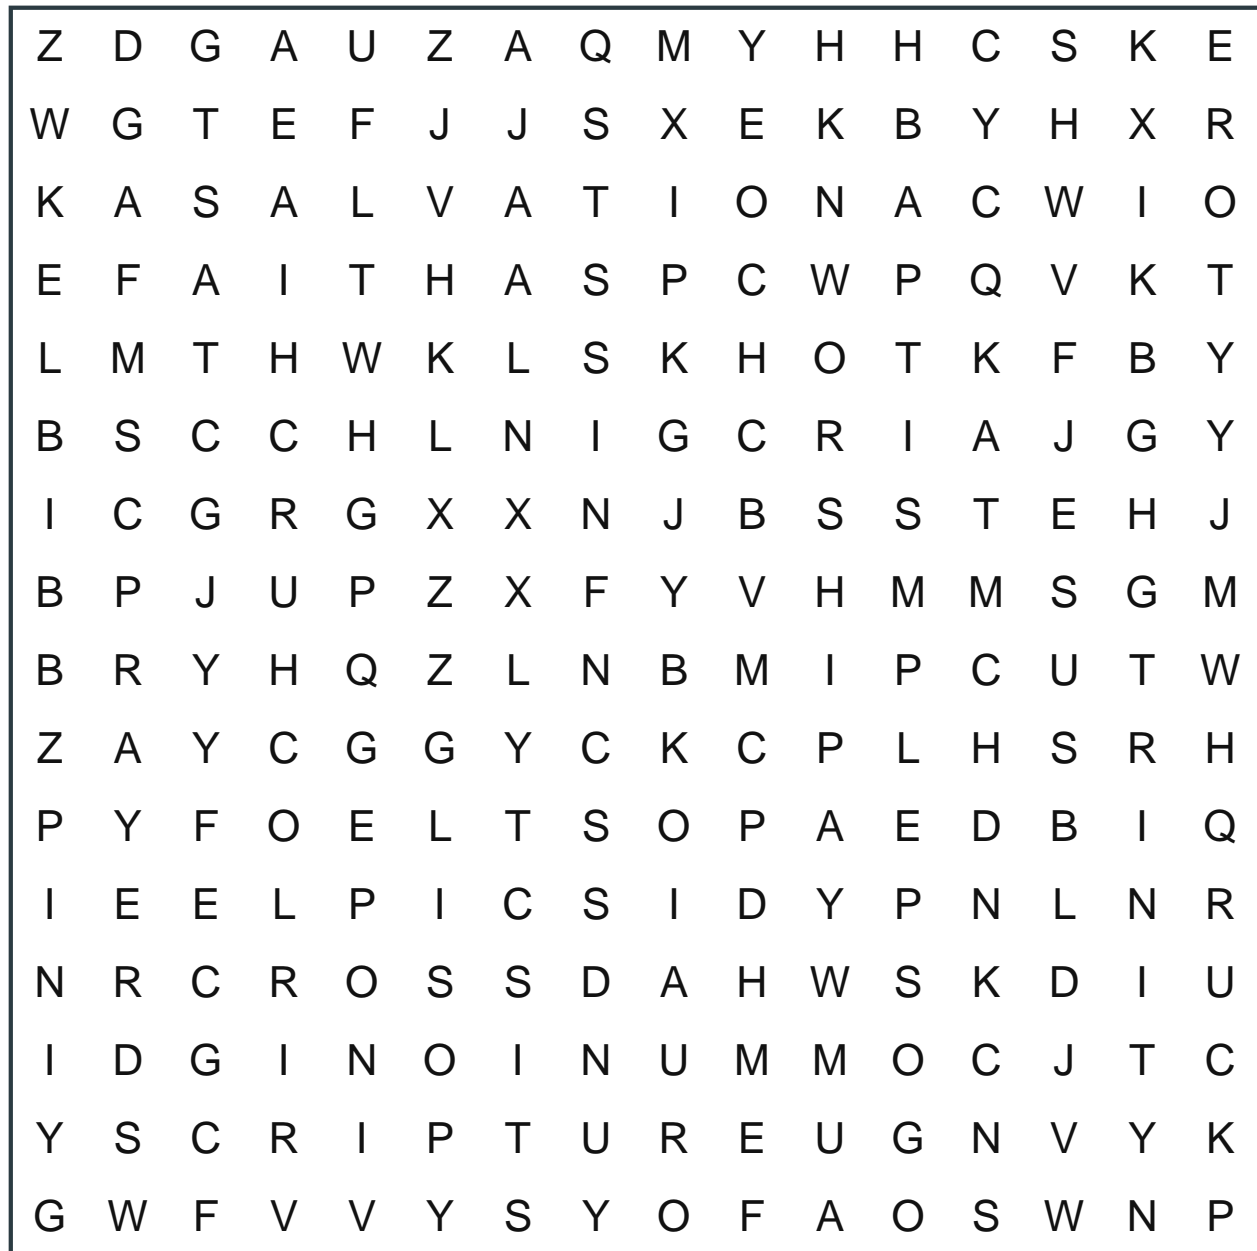 Z D G A U Z A Q M Y H H C S K E
W G T E F J J S X E K B Y H X R
K A S A L V A T I O N A C W I O
E F A I T H A S P C W P Q V K T
L M T H W K L S K H O T K F B Y
B S C C H L N I G C R I A J G Y
I C G R G X X N J B S S T E H J
B P J U P Z X F Y V H M M S G M
B R Y H Q Z L N B M I P C U T W
Z A Y C G G Y C K C P L H S R H
P Y F O E L T S O P A E D B I Q
I E E L P I C S I D Y P N L N R
N R C R O S S D A H W S K D I U
I D G I N O I N U M M O C J T C
Y S C R I P T U R E U G N V Y K
G W F V V Y S Y O F A O S W N P